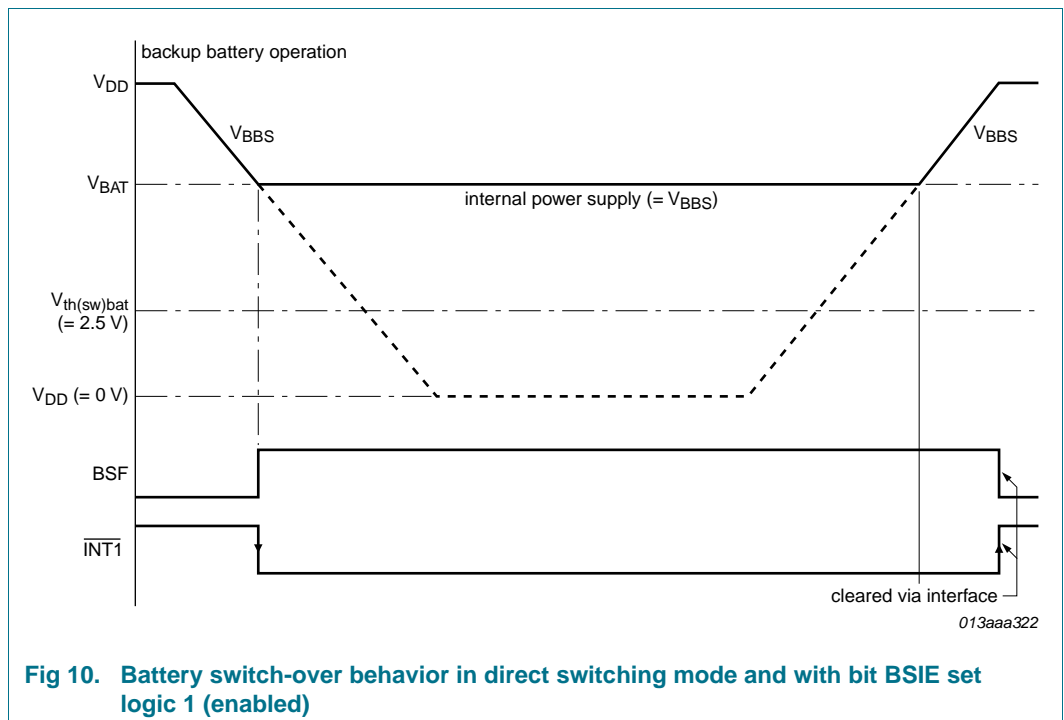 backup battery operation
VDD
VBBS
VBBS
VBAT
internal power supply (= VBBS)
Vth(sw)bat
(= 2.5 V)
VDD (= 0 V)
BSF
INT1
cleared via interface
013aaa322
Fig 10. Battery switch-over behavior in direct switching mode and with bit BSIE set
logic 1 (enabled)